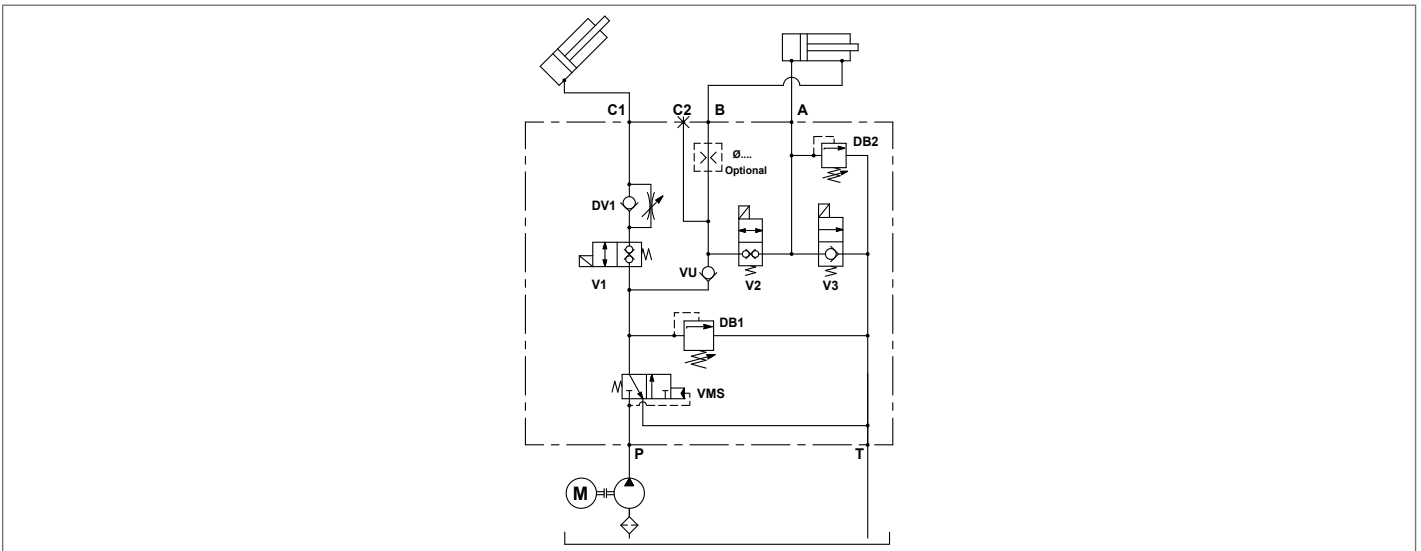 C1 C2 B A
DB2
Ø....
Optional
DV1
VU
V1 V2 V3
DB1
VMS
P T
M